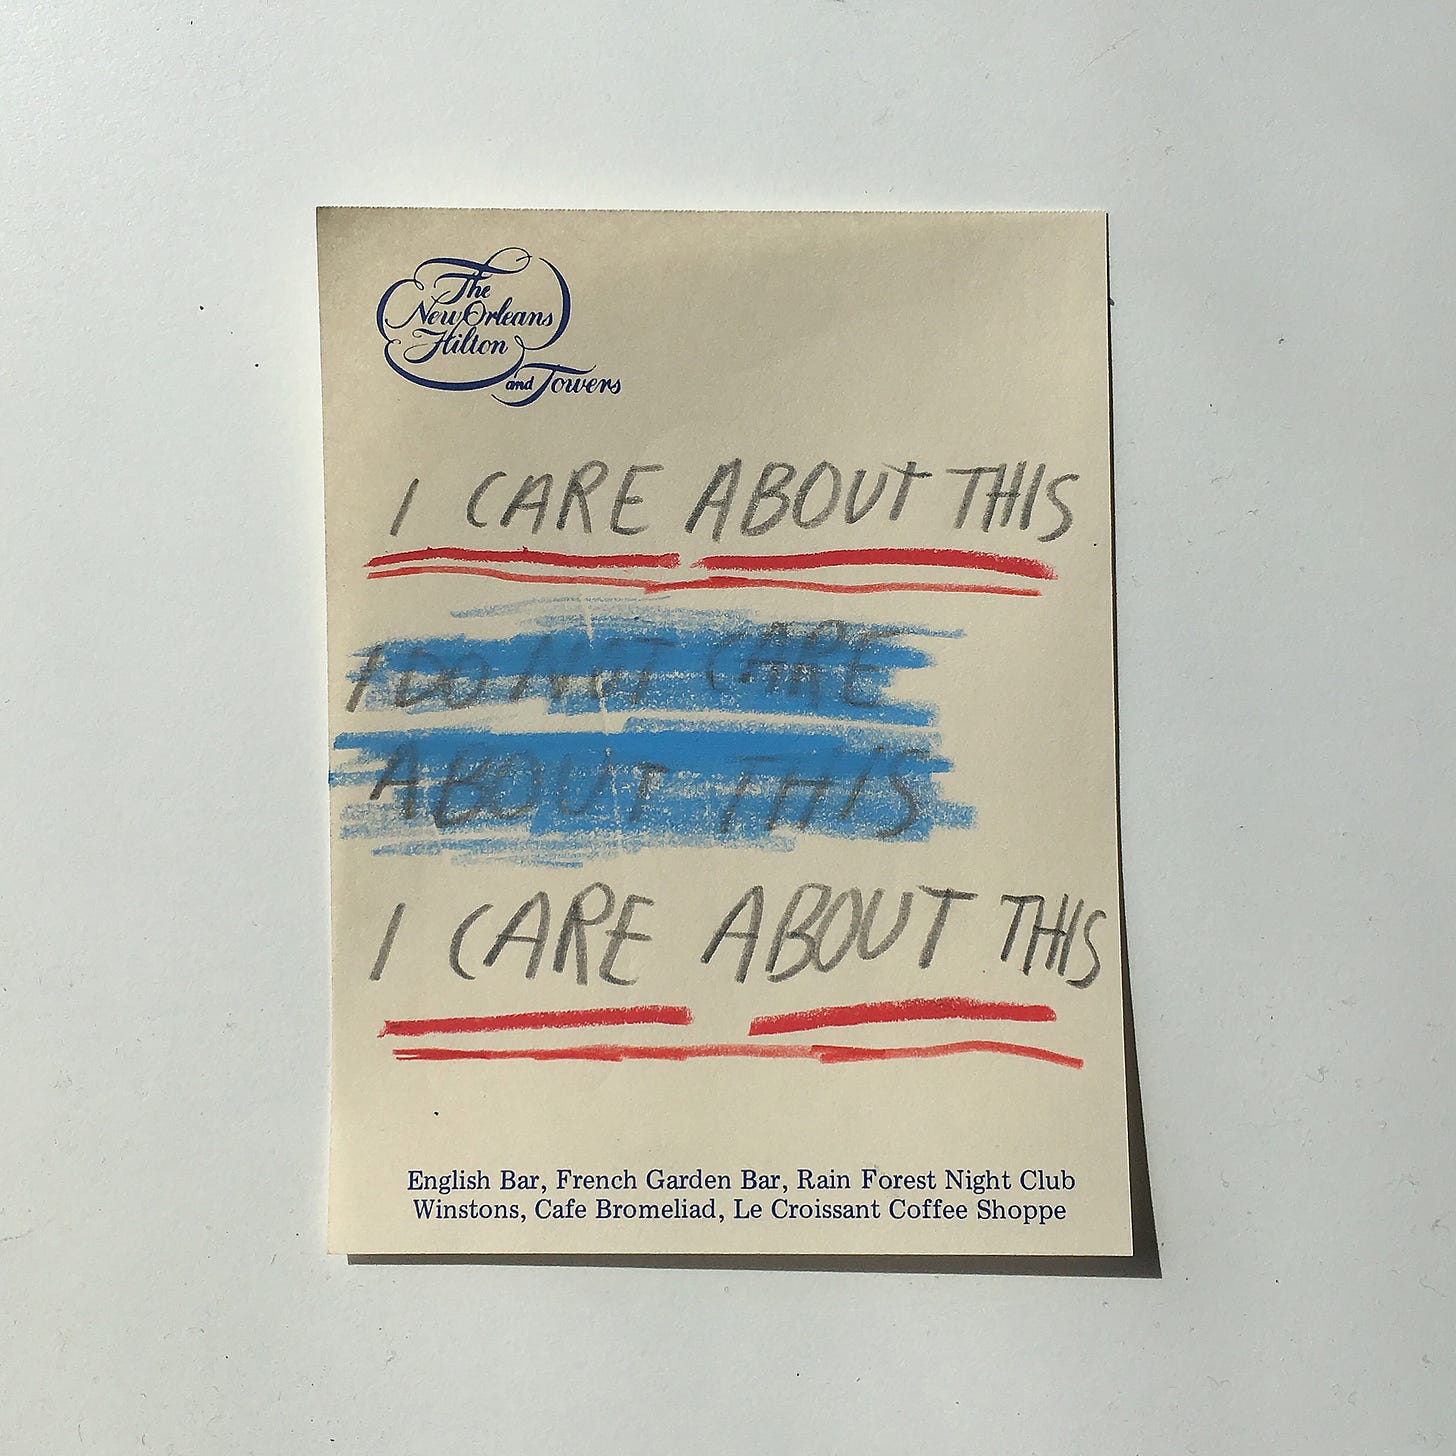 The
New Orleans
Hilton
and Towers
I CARE ABOUT THIS
I DO NOT CARE
ABOUT THIS
I CARE ABOUT THIS
English Bar, French Garden Bar, Rain Forest Night Club
Winstons, Cafe Bromeliad, Le Croissant Coffee Shoppe